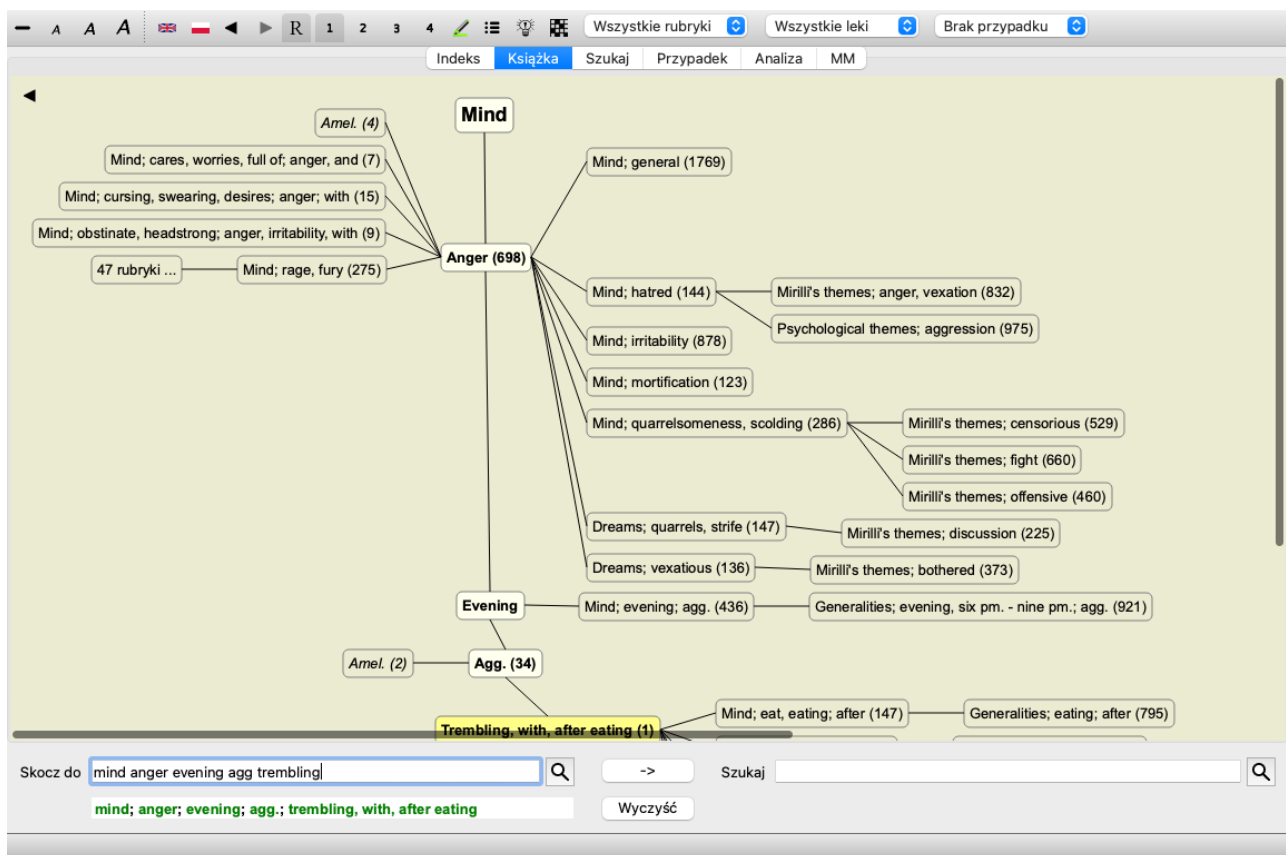 A A A R 1 2 3 4 Wszystkie rubryki Wszystkie leki Brak przypadku
Indeks Książka Szukaj Przypadek Analiza MM
Mind
Amel. (4)
Mind; cares, worries, full of; anger, and (7)
Mind; general (1769)
Mind; cursing, swearing, desires; anger; with (15)
Mind; obstinate, headstrong; anger, irritability, with (9)
Anger (698)
47 rubryki ... Mind; rage, fury (275)
Mind; hatred (144) Mirilli's themes; anger, vexation (832)
Psychological themes; aggression (975)
Mind; irritability (878)
Mind; mortification (123)
Mind; quarrelsomeness, scolding (286) Mirilli's themes; censorious (529)
Mirilli's themes; fight (660)
Mirilli's themes; offensive (460)
Dreams; quarrels, strife (147) Mirilli's themes; discussion (225)
Dreams; vexatious (136) Mirilli's themes; bothered (373)
Evening Mind; evening; agg. (436) Generalities; evening, six pm. - nine pm.; agg. (921)
Amel. (2) Agg. (34)
Mind; eat, eating; after (147) Generalities; eating; after (795)
Trembling, with, after eating (1)
Skocz do mind anger evening agg trembling -> Szukaj
mind; anger; evening; agg.; trembling, with, after eating Wyczyść